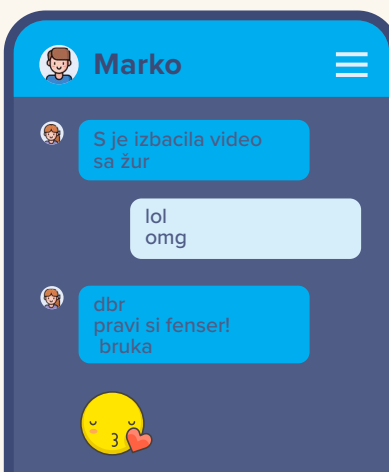 Marko
S je izbacila video
sa žur
lol
omg
dbr
pravi si fenser!
bruka